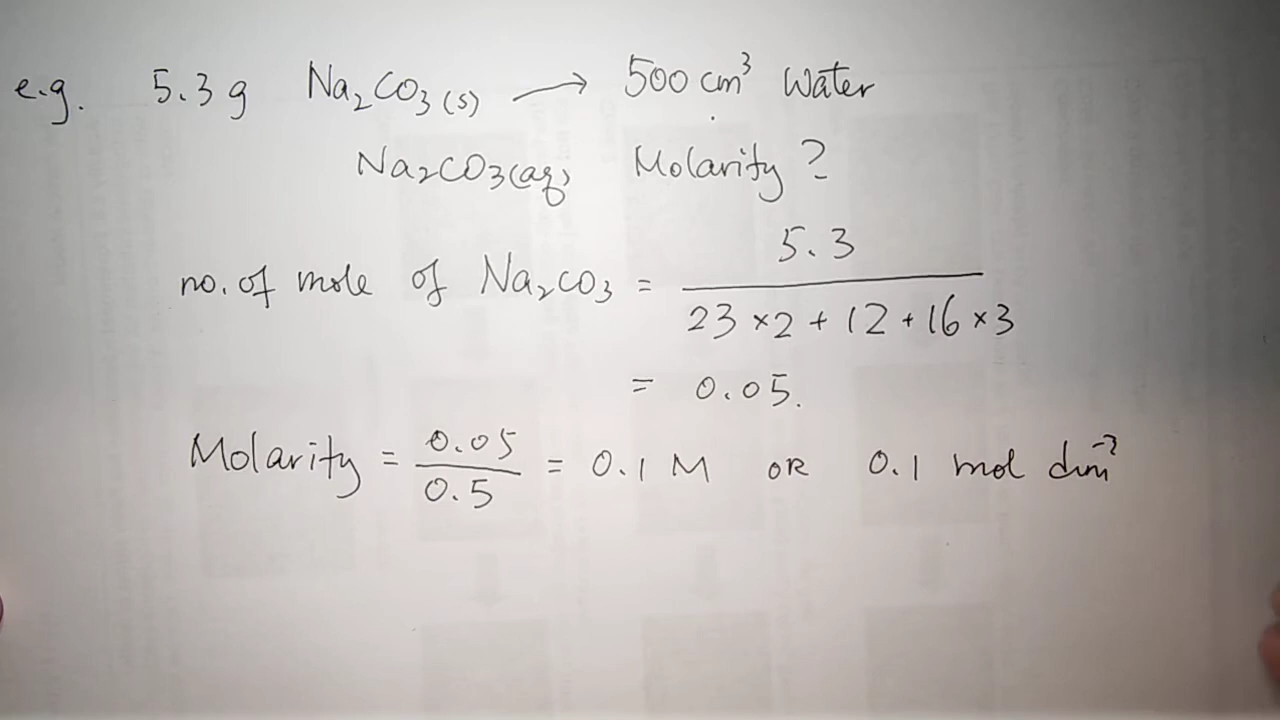 e.g. 5.3 g Na₂CO₃ (s) → 500 cm³ Water
Na₂CO₃ (aq) Molarity ?
no. of mole of Na₂CO₃ = 5.3 / 23 × 2 + 12 + 16 × 3
= 0.05.
Molarity = 0.05 / 0.5 = 0.1 M OR 0.1 mol dm⁻³